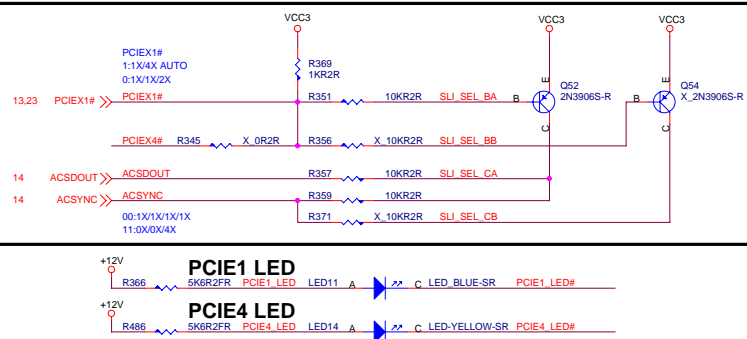 VCC3 VCC3 VCC3
PCIEX1#
1:1X/4X AUTO
0:1X/1X/2X
R369
1KR2R
E E
Q52
2N3906S-R
Q54
X_2N3906S-R
13,23 PCIEX1# PCIEX1# R351 10KR2R SLI_SEL_BA B B
C C
PCIEX4# R345 X_0R2R R356 X_10KR2R SLI_SEL_BB
14 ACSDOUT ACSDOUT R357 10KR2R SLI_SEL_CA
14 ACSYNC ACSYNC R359 10KR2R
00:1X/1X/1X/1X
11:0X/0X/4X
R371 X_10KR2R SLI_SEL_CB
+12V PCIE1 LED
R366 5K6R2FR PCIE1_LED LED11 A C LED_BLUE-SR PCIE1_LED#
+12V PCIE4 LED
R486 5K6R2FR PCIE4_LED LED14 A C LED-YELLOW-SR PCIE4_LED#